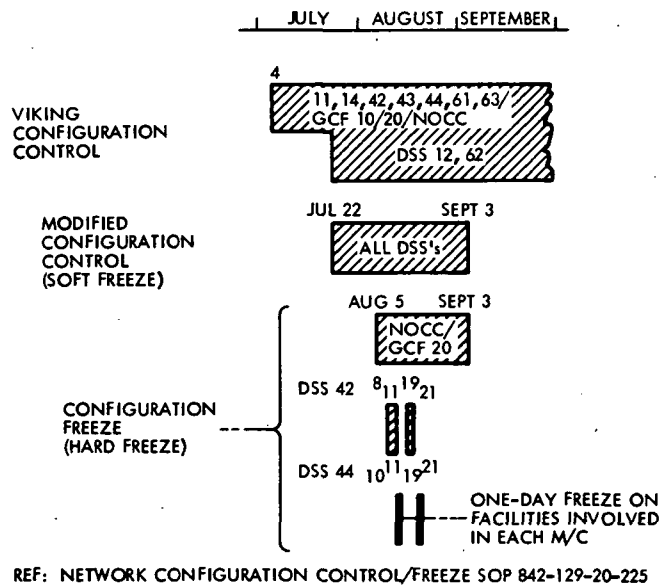 JULY AUGUST SEPTEMBER
4
VIKING
CONFIGURATION
CONTROL
11, 14, 42, 43, 44, 61, 63/
GCF 10/20/NOCC
DSS 12, 62
MODIFIED
CONFIGURATION
CONTROL
(SOFT FREEZE)
JUL 22 SEPT 3
ALL DSS's
AUG 5 SEPT 3
NOCC/
GCF 20
CONFIGURATION
FREEZE
(HARD FREEZE)
DSS 42 8 11 19 21
DSS 44 10 11 19 21
ONE-DAY FREEZE ON
FACILITIES INVOLVED
IN EACH M/C
REF: NETWORK CONFIGURATION CONTROL/FREEZE SOP 842-129-20-225